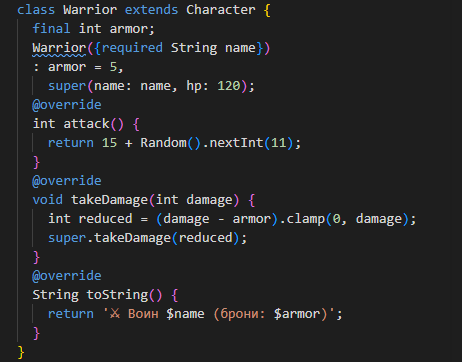 class Warrior extends Character {
  final int armor;
  Warrior({required String name})
  : armor = 5,
    super(name: name, hp: 120);
  @override
  int attack() {
    return 15 + Random().nextInt(11);
  }
  @override
  void takeDamage(int damage) {
    int reduced = (damage - armor).clamp(0, damage);
    super.takeDamage(reduced);
  }
  @override
  String toString() {
    return '⚔ Воин $name (брони: $armor)';
  }
}